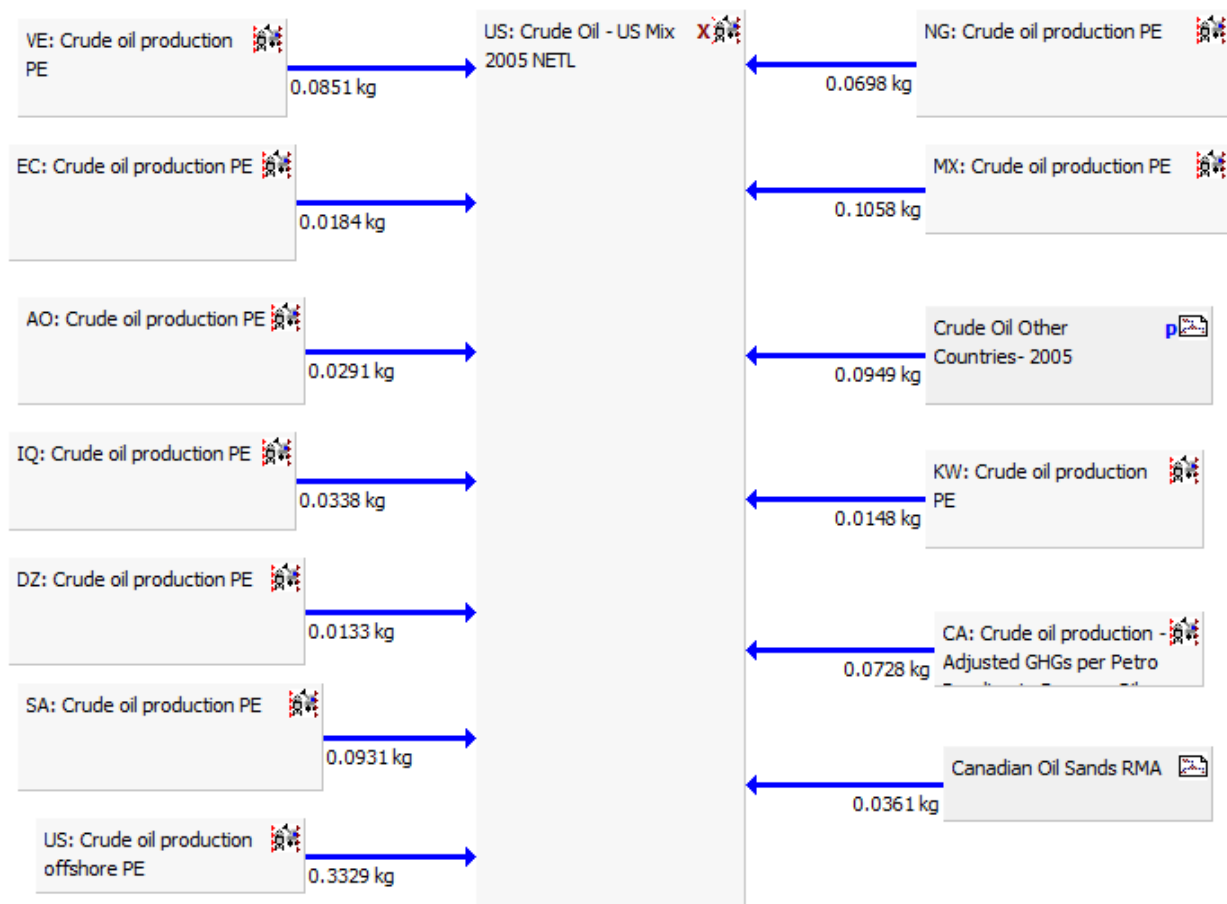 VE: Crude oil production
PE
0.0851 kg
EC: Crude oil production PE
0.0184 kg
AO: Crude oil production PE
0.0291 kg
IQ: Crude oil production PE
0.0338 kg
DZ: Crude oil production PE
0.0133 kg
SA: Crude oil production PE
0.0931 kg
US: Crude oil production
offshore PE
0.3329 kg
US: Crude Oil - US Mix
2005 NETL
X
NG: Crude oil production PE
0.0698 kg
MX: Crude oil production PE
0.1058 kg
Crude Oil Other
Countries- 2005
p
0.0949 kg
KW: Crude oil production
PE
0.0148 kg
CA: Crude oil production -
Adjusted GHGs per Petro
0.0728 kg
Canadian Oil Sands RMA
0.0361 kg